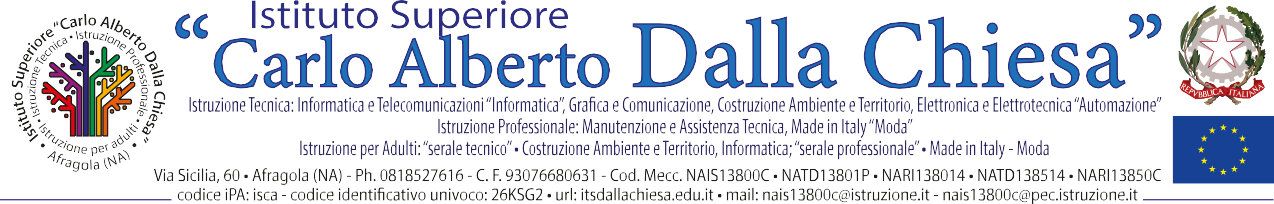 Istituto Superiore "Carlo Alberto Dalla Chiesa"
• Istruzione Tecnica • Istruzione Professionale • Istruzione per adulti •
• Afragola (NA) •
Istituto Superiore
“Carlo Alberto Dalla Chiesa”
Istruzione Tecnica: Informatica e Telecomunicazioni “Informatica”, Grafica e Comunicazione, Costruzione Ambiente e Territorio, Elettronica e Elettrotecnica “Automazione”
Istruzione Professionale: Manutenzione e Assistenza Tecnica, Made in Italy “Moda”
Istruzione per Adulti: “serale tecnico” • Costruzione Ambiente e Territorio, Informatica; “serale professionale” • Made in Italy - Moda
Via Sicilia, 60 • Afragola (NA) - Ph. 0818527616 - C. F. 93076680631 - Cod. Mecc. NAIS13800C • NATD13801P • NARI138014 • NATD138514 • NARI13850C
codice iPA: isca - codice identificativo univoco: 26KSG2 • url: itsdallachiesa.edu.it • mail: nais13800c@istruzione.it - nais13800c@pec.istruzione.it
REPVBBLICA ITALIANA